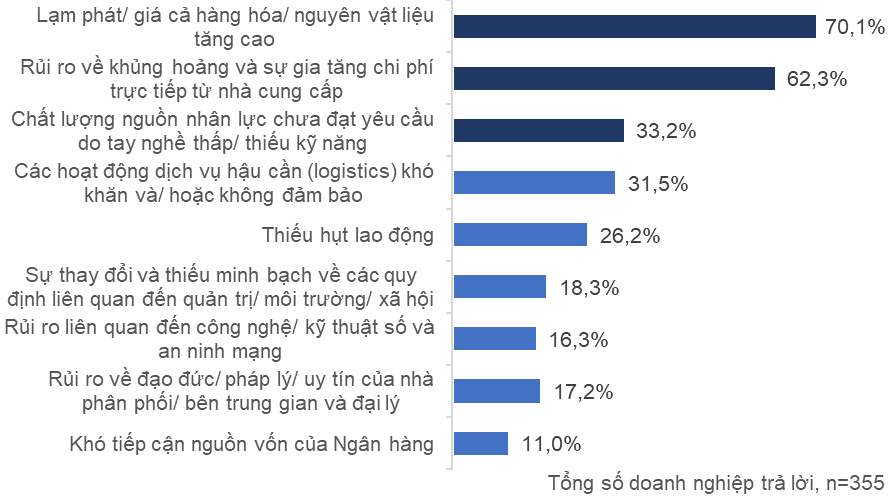 Lạm phát/ giá cả hàng hóa/ nguyên vật liệu
tăng cao
70,1%
Rủi ro về khủng hoảng và sự gia tăng chi phí
trực tiếp từ nhà cung cấp
62,3%
Chất lượng nguồn nhân lực chưa đạt yêu cầu
do tay nghề thấp/ thiếu kỹ năng
33,2%
Các hoạt động dịch vụ hậu cần (logistics) khó
khăn và/ hoặc không đảm bảo
31,5%
Thiếu hụt lao động
26,2%
Sự thay đổi và thiếu minh bạch về các quy
định liên quan đến quản trị/ môi trường/ xã hội
18,3%
Rủi ro liên quan đến công nghệ/ kỹ thuật số và
an ninh mạng
16,3%
Rủi ro về đạo đức/ pháp lý/ uy tín của nhà
phân phối/ bên trung gian và đại lý
17,2%
Khó tiếp cận nguồn vốn của Ngân hàng
11,0%
Tổng số doanh nghiệp trả lời, n=355